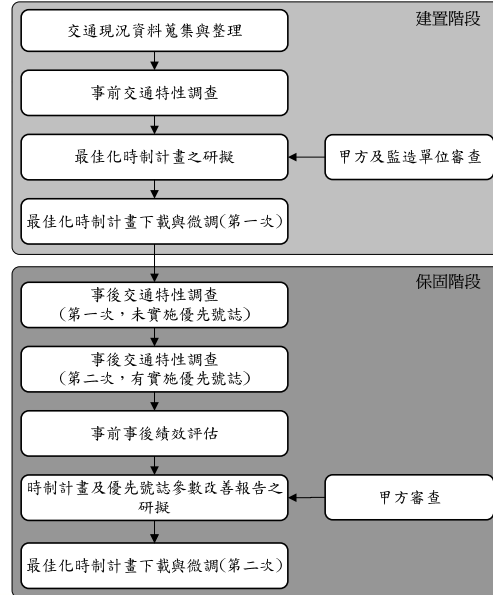 建置階段
交通現況資料蒐集與整理
事前交通特性調查
最佳化時制計畫之研擬
甲方及監造單位審查
最佳化時制計畫下載與微調(第一次)
保固階段
事後交通特性調查
(第一次，未實施優先號誌)
事後交通特性調查
(第二次，有實施優先號誌)
事前事後績效評估
時制計畫及優先號誌參數改善報告之
研擬
甲方審查
最佳化時制計畫下載與微調(第二次)